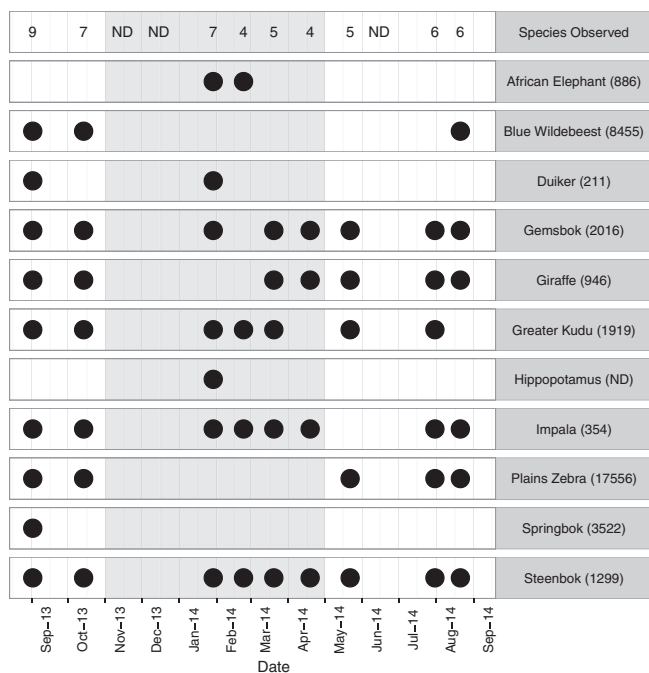 9 7 ND ND 7 4 5 4 5 ND 6 6 Species Observed
African Elephant (886)
Blue Wildebeest (8455)
Duiker (211)
Gemsbok (2016)
Giraffe (946)
Greater Kudu (1919)
Hippopotamus (ND)
Impala (354)
Plains Zebra (17556)
Springbok (3522)
Steenbok (1299)
Sep–13 Oct–13 Nov–13 Dec–13 Jan–14 Feb–14 Mar–14 Apr–14 May–14 Jun–14 Jul–14 Aug–14 Sep–14
Date